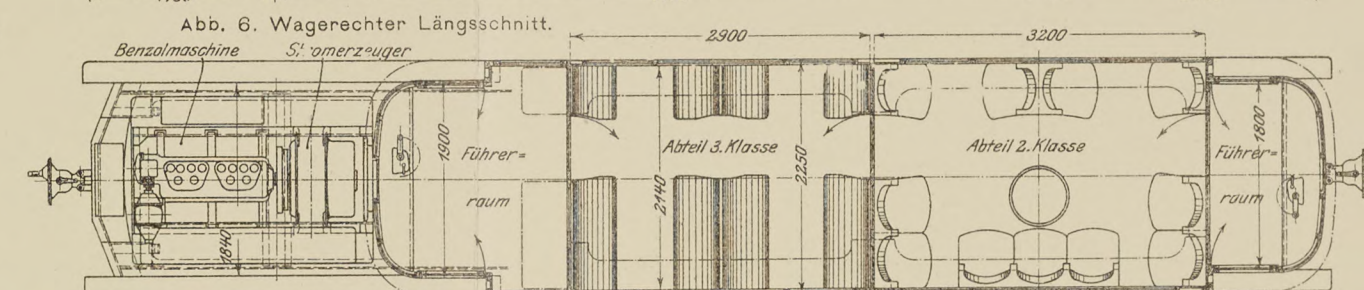 Abb. 6. Wagerechter Längsschnitt.
2900
3200
Benzolmaschine
Stromerzeuger
1900
Führer=
raum
Abteil 3. Klasse
2140
2250
Abteil 2. Klasse
Führer=
raum
1800
1840